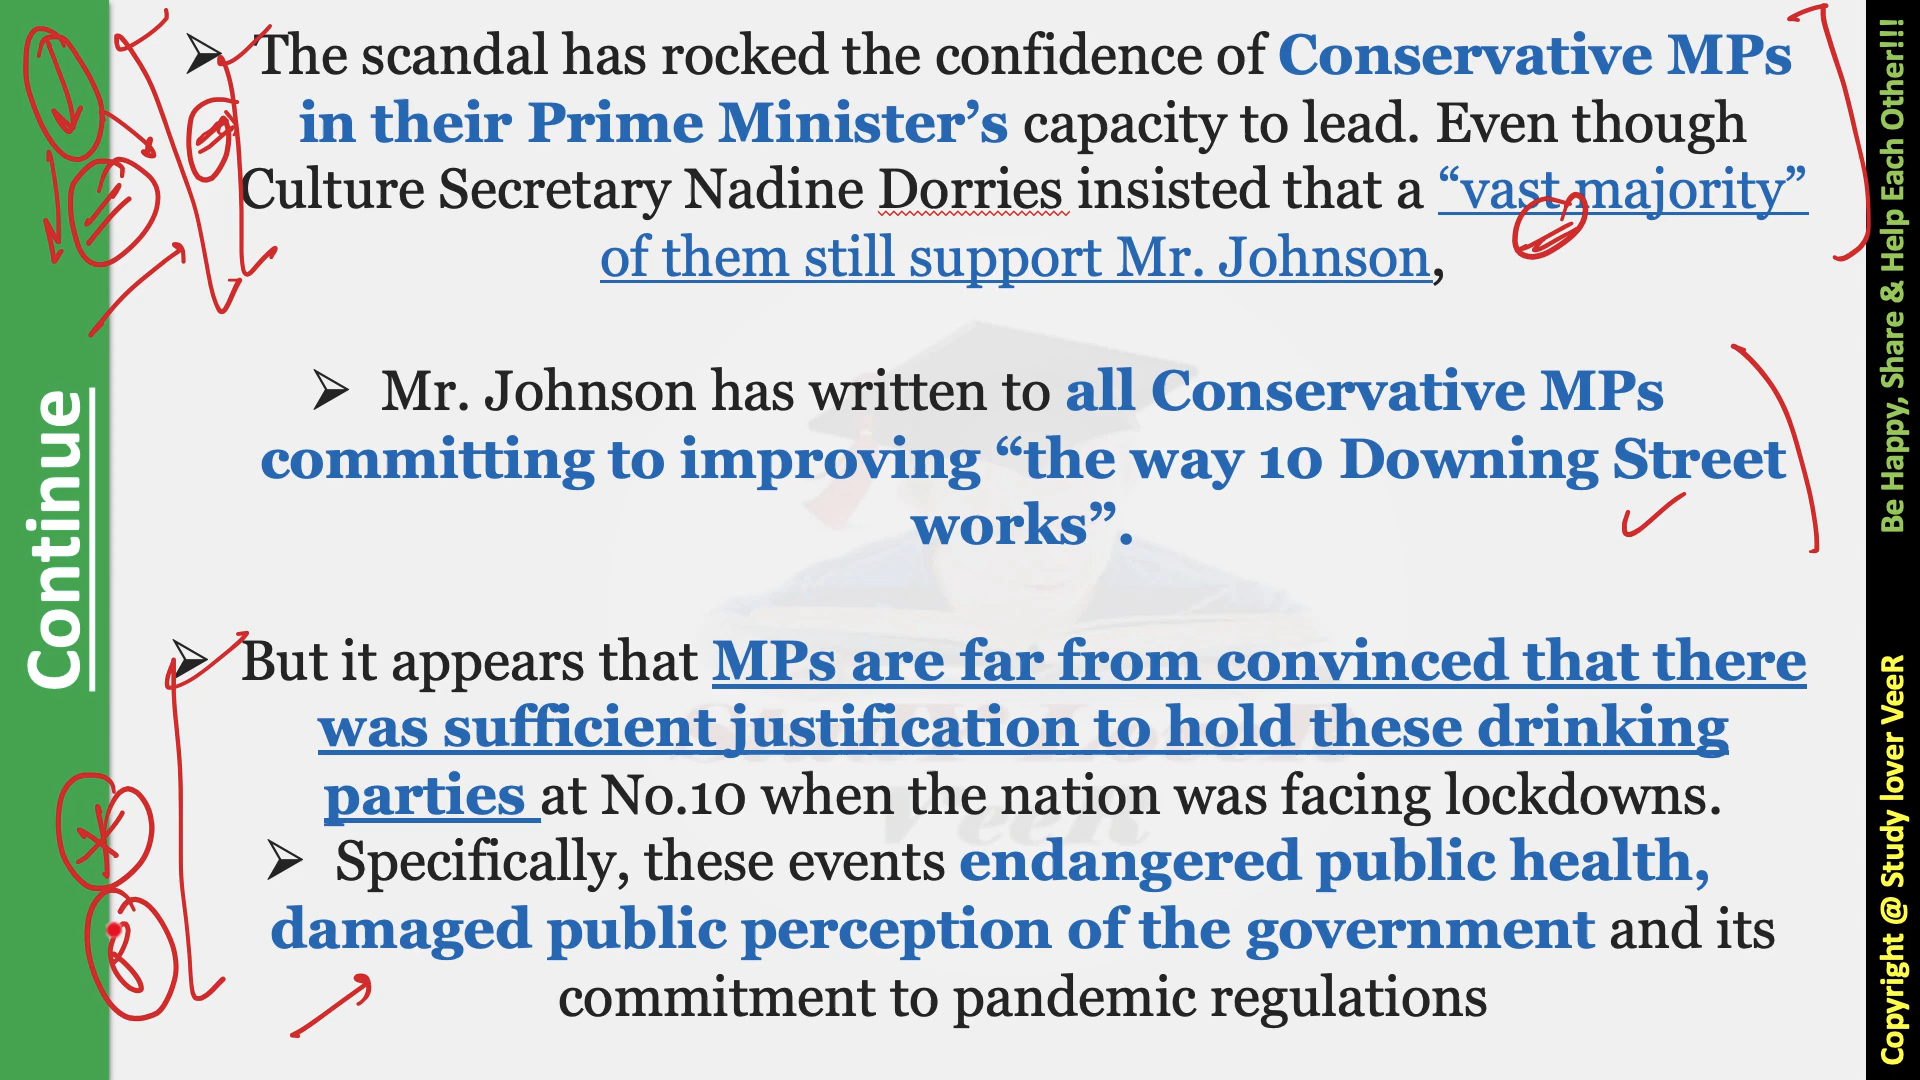 ➢ The scandal has rocked the confidence of Conservative MPs
in their Prime Minister’s capacity to lead. Even though
Culture Secretary Nadine Dorries insisted that a “vast majority”
of them still support Mr. Johnson,
➢ Mr. Johnson has written to all Conservative MPs
committing to improving “the way 10 Downing Street
works”.
➢ But it appears that MPs are far from convinced that there
was sufficient justification to hold these drinking
parties at No.10 when the nation was facing lockdowns.
➢ Specifically, these events endangered public health,
damaged public perception of the government and its
commitment to pandemic regulations
Continue
Be Happy, Share & Help Each Other!!!
Copyright @ Study lover VeeR
Study LoveR
VeeR